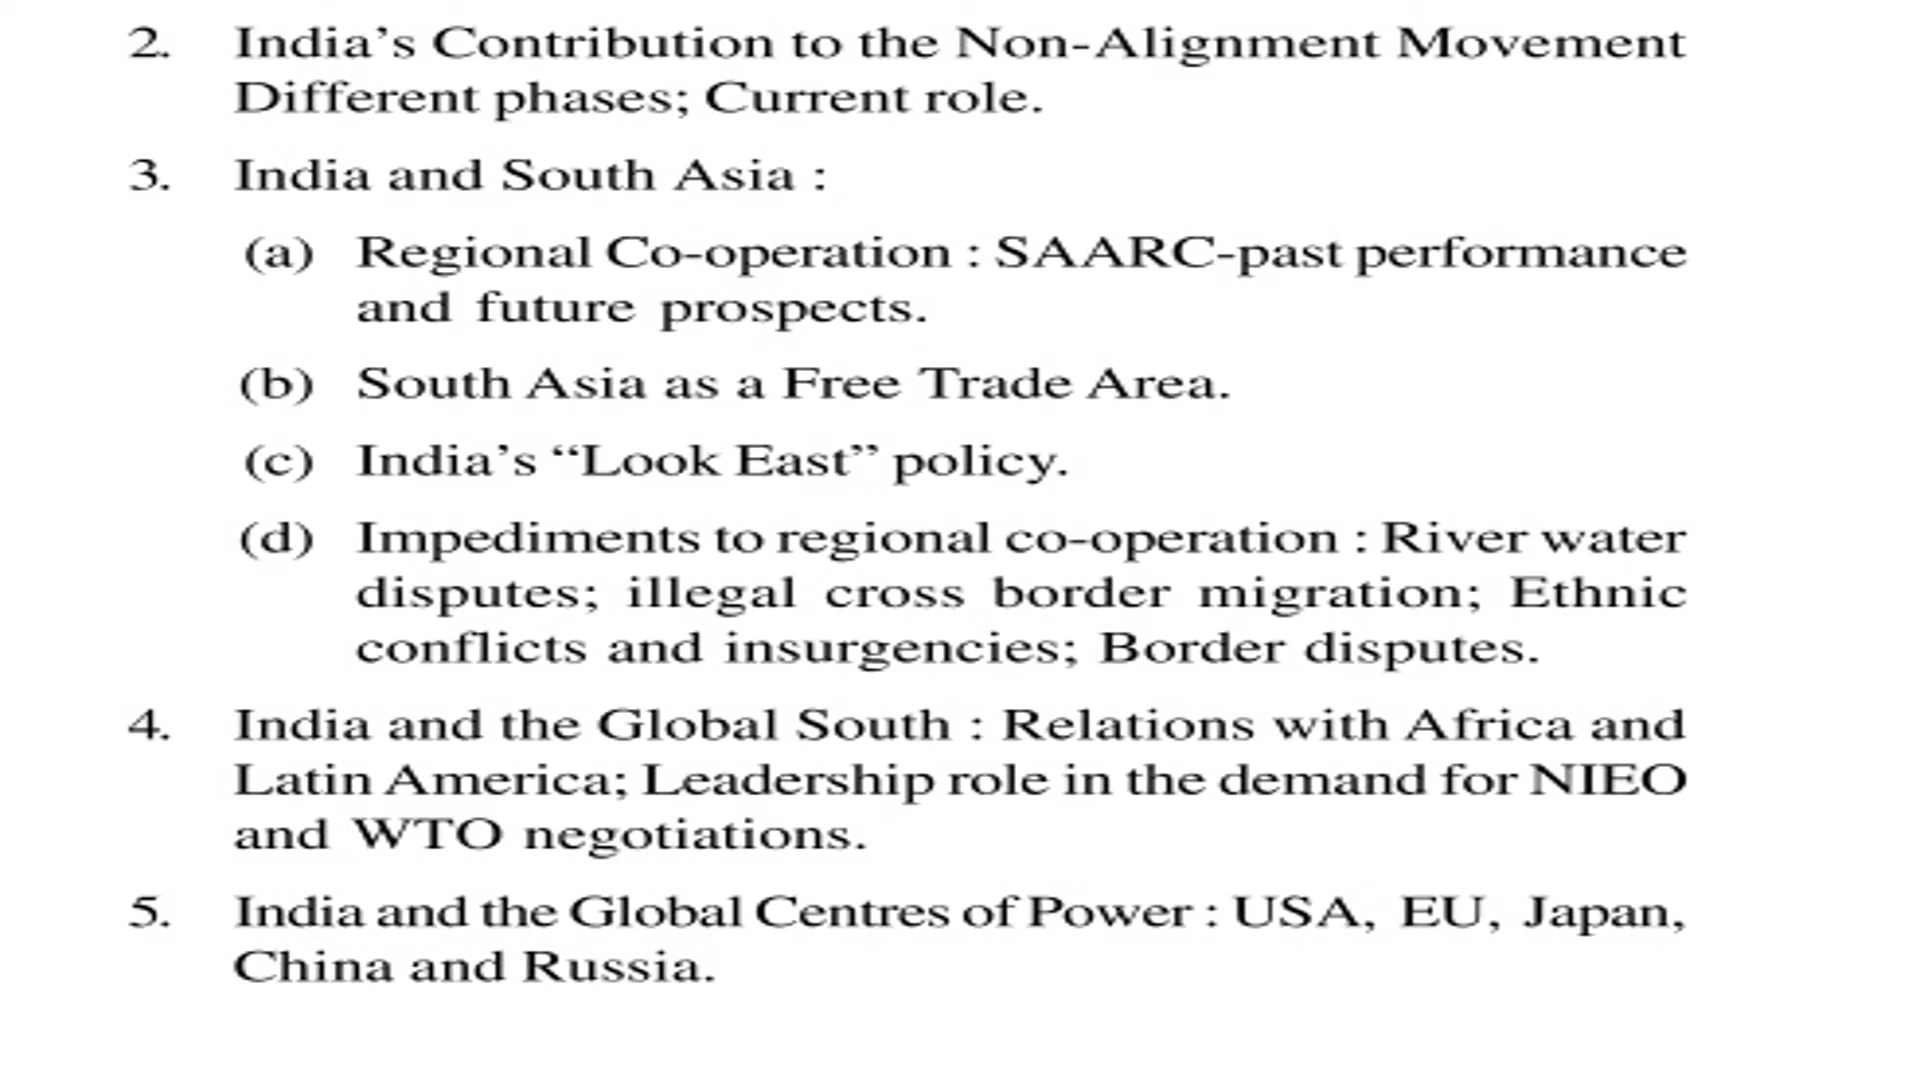 2. India’s Contribution to the Non-Alignment Movement
Different phases; Current role.
3. India and South Asia :
(a) Regional Co-operation : SAARC-past performance
and future prospects.
(b) South Asia as a Free Trade Area.
(c) India’s “Look East” policy.
(d) Impediments to regional co-operation : River water
disputes; illegal cross border migration; Ethnic
conflicts and insurgencies; Border disputes.
4. India and the Global South : Relations with Africa and
Latin America; Leadership role in the demand for NIEO
and WTO negotiations.
5. India and the Global Centres of Power : USA, EU, Japan,
China and Russia.